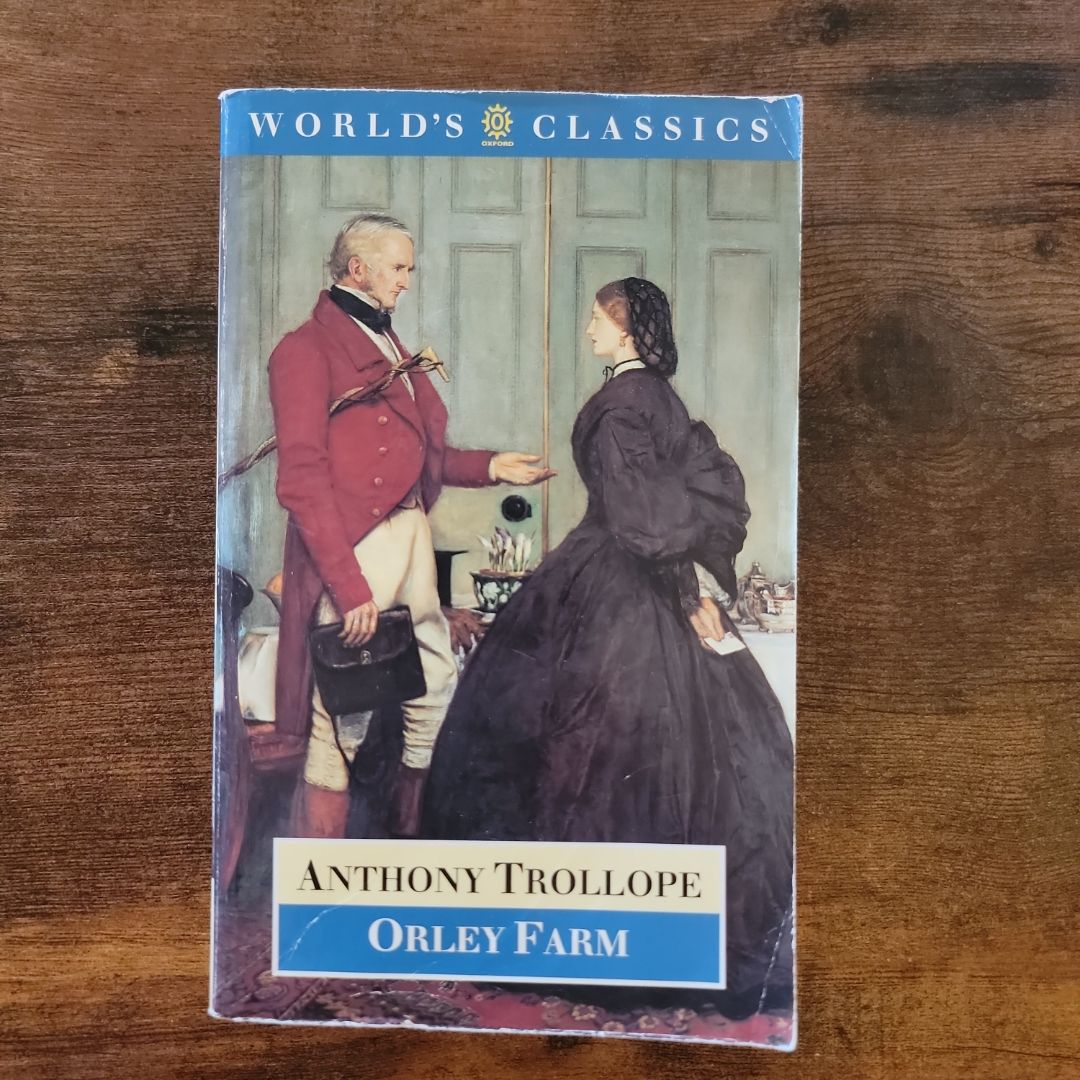 WORLD'S CLASSICS
OXFORD
ANTHONY TROLLOPE
ORLEY FARM